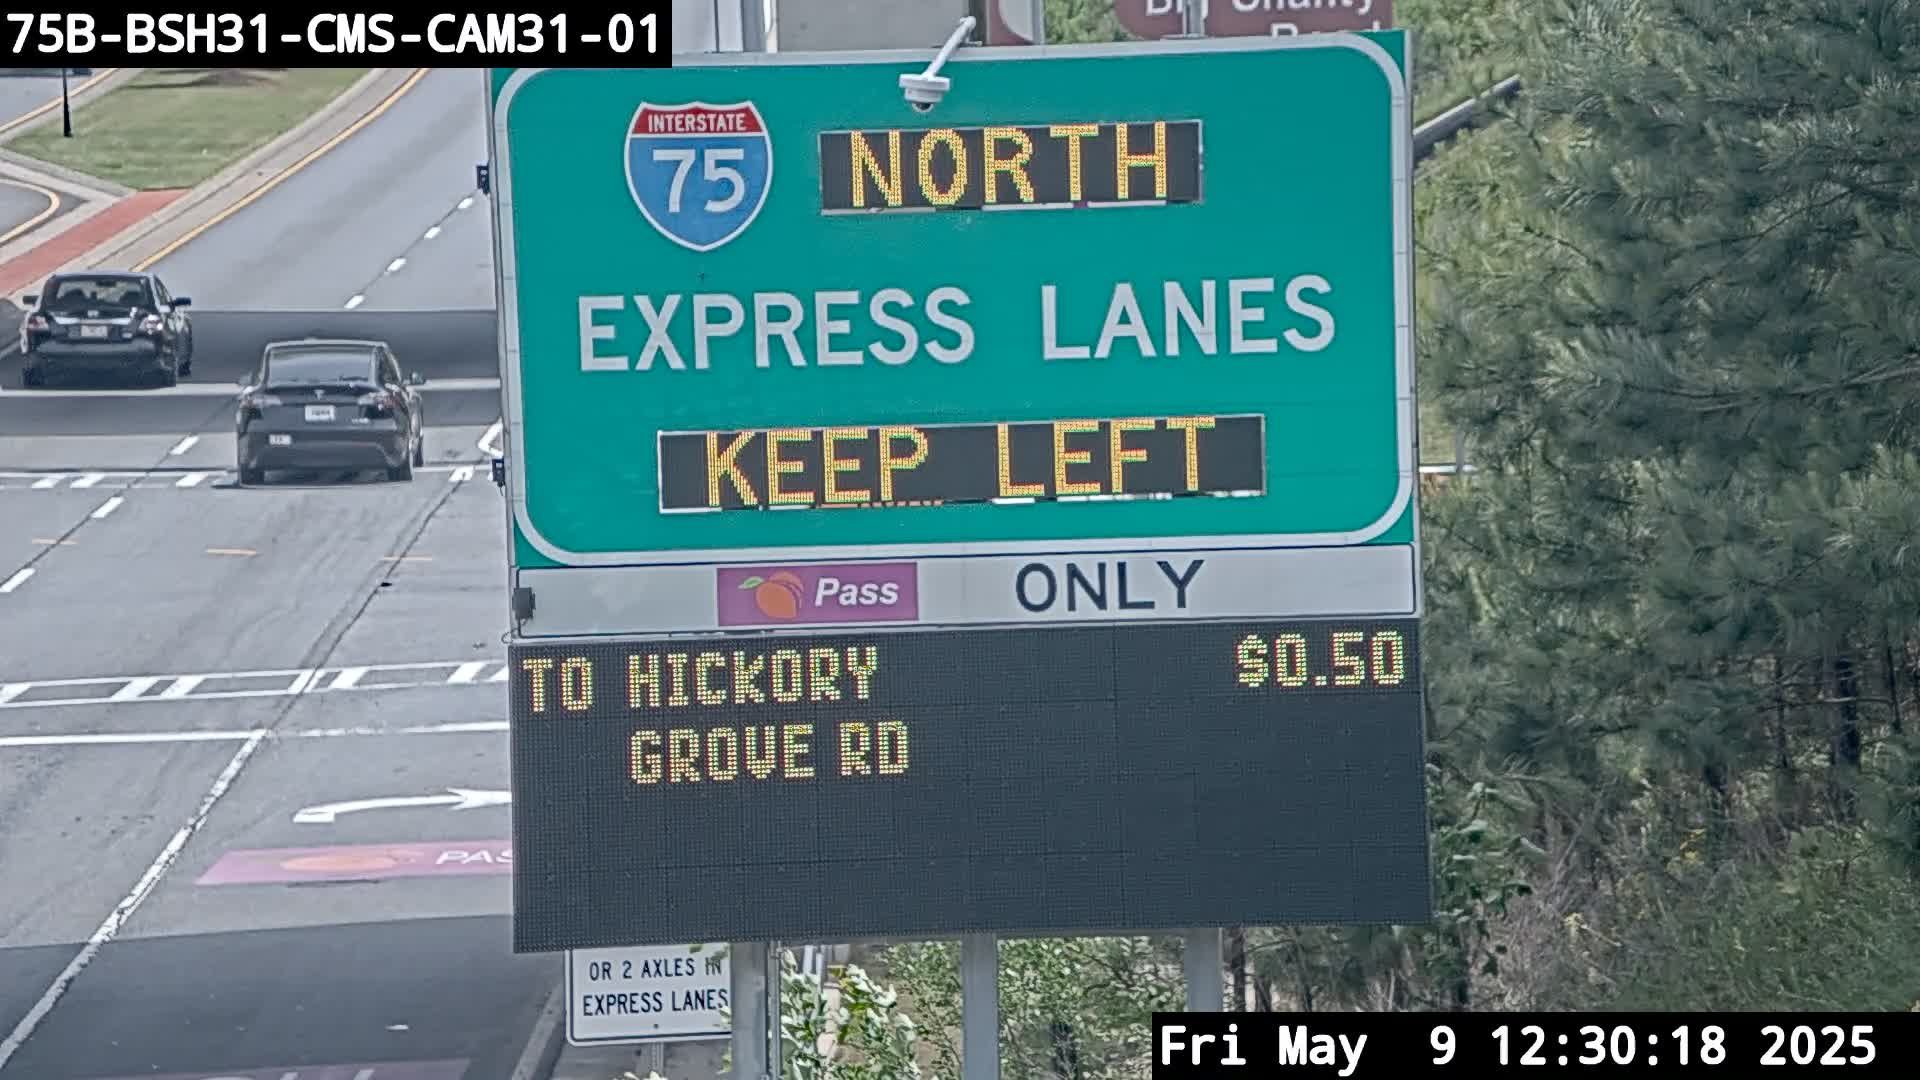 75B-BSH31-CMS-CAM31-01
INTERSTATE
75
NORTH
EXPRESS LANES
KEEP LEFT
Pass ONLY
TO HICKORY $0.50
GROVE RD
OR 2 AXLES IN
EXPRESS LANES
Fri May 9 12:30:18 2025